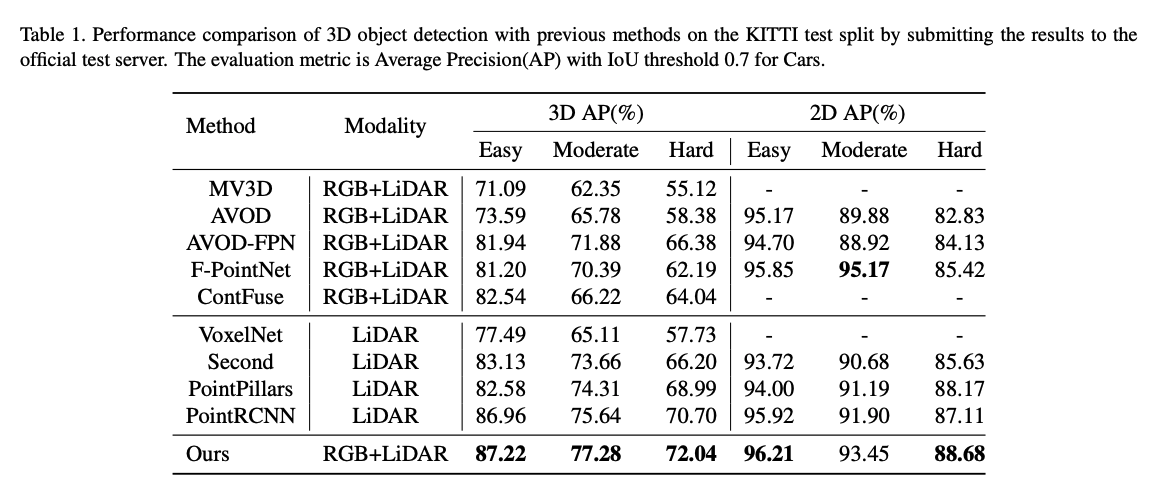 Table 1. Performance comparison of 3D object detection with previous methods on the KITTI test split by submitting the results to the
official test server. The evaluation metric is Average Precision(AP) with IoU threshold 0.7 for Cars.
Method Modality 3D AP(%) 2D AP(%)
Easy Moderate Hard Easy Moderate Hard
MV3D RGB+LiDAR 71.09 62.35 55.12 - - -
AVOD RGB+LiDAR 73.59 65.78 58.38 95.17 89.88 82.83
AVOD-FPN RGB+LiDAR 81.94 71.88 66.38 94.70 88.92 84.13
F-PointNet RGB+LiDAR 81.20 70.39 62.19 95.85 95.17 85.42
ContFuse RGB+LiDAR 82.54 66.22 64.04 - - -
VoxelNet LiDAR 77.49 65.11 57.73 - - -
Second LiDAR 83.13 73.66 66.20 93.72 90.68 85.63
PointPillars LiDAR 82.58 74.31 68.99 94.00 91.19 88.17
PointRCNN LiDAR 86.96 75.64 70.70 95.92 91.90 87.11
Ours RGB+LiDAR 87.22 77.28 72.04 96.21 93.45 88.68